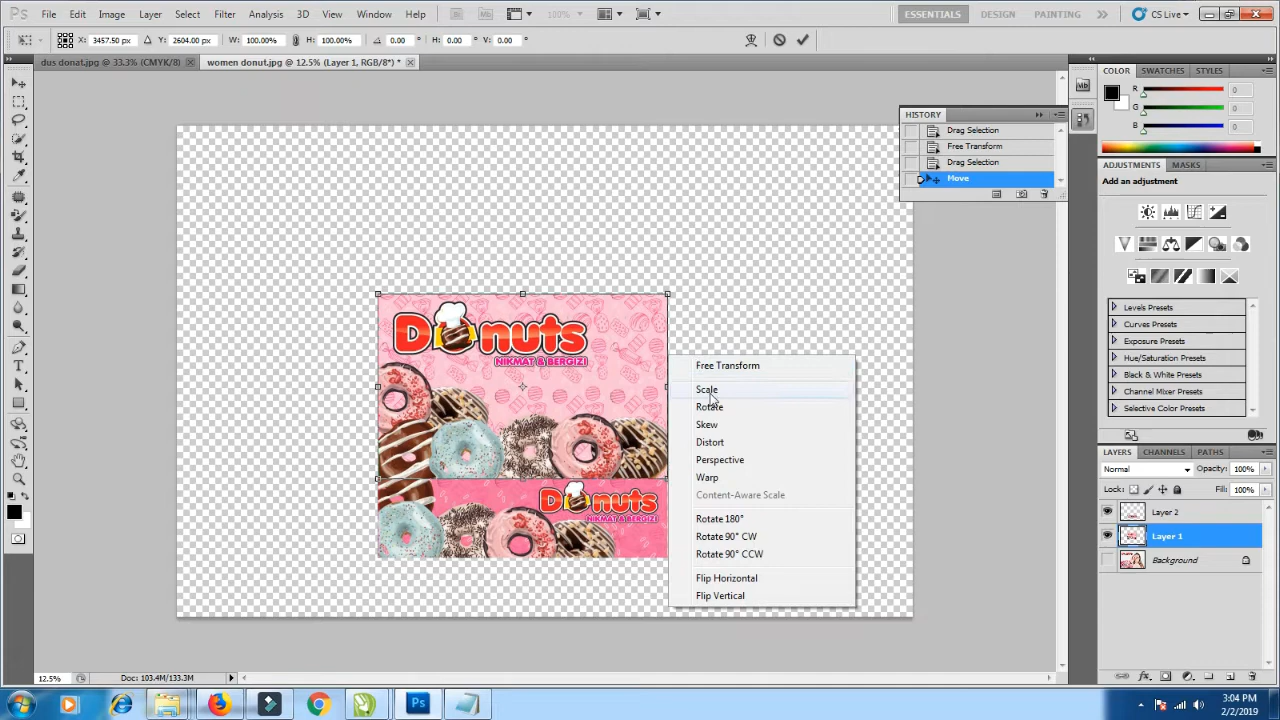 Ps File Edit Image Layer Select Filter Analysis 3D View Window Help 100% ESSENTIALS DESIGN PAINTING CS Live
X: 3457.50 px Y: 2604.00 px W: 100.00% H: 100.00% 0.00 ° H: 0.00 ° V: 0.00 °
dus donat.jpg @ 33.3% (CMYK/8) women donut.jpg @ 12.5% (Layer 1, RGB/8*) *
HISTORY
Drag Selection
Free Transform
Drag Selection
Move
COLOR SWATCHES STYLES
R 0
G 0
B 0
ADJUSTMENTS MASKS
Add an adjustment
Levels Presets
Curves Presets
Exposure Presets
Hue/Saturation Presets
Black & White Presets
Channel Mixer Presets
Selective Color Presets
LAYERS CHANNELS PATHS
Normal Opacity: 100%
Lock: Fill: 100%
Layer 2
Layer 1
Background
Donuts
NIKMAT & BERGIZI
Donuts
NIKMAT & BERGIZI
Free Transform
Scale
Rotate
Skew
Distort
Perspective
Warp
Content-Aware Scale
Rotate 180°
Rotate 90° CW
Rotate 90° CCW
Flip Horizontal
Flip Vertical
12.5% Doc: 103.4M/133.3M
Ps
3:04 PM
2/2/2019